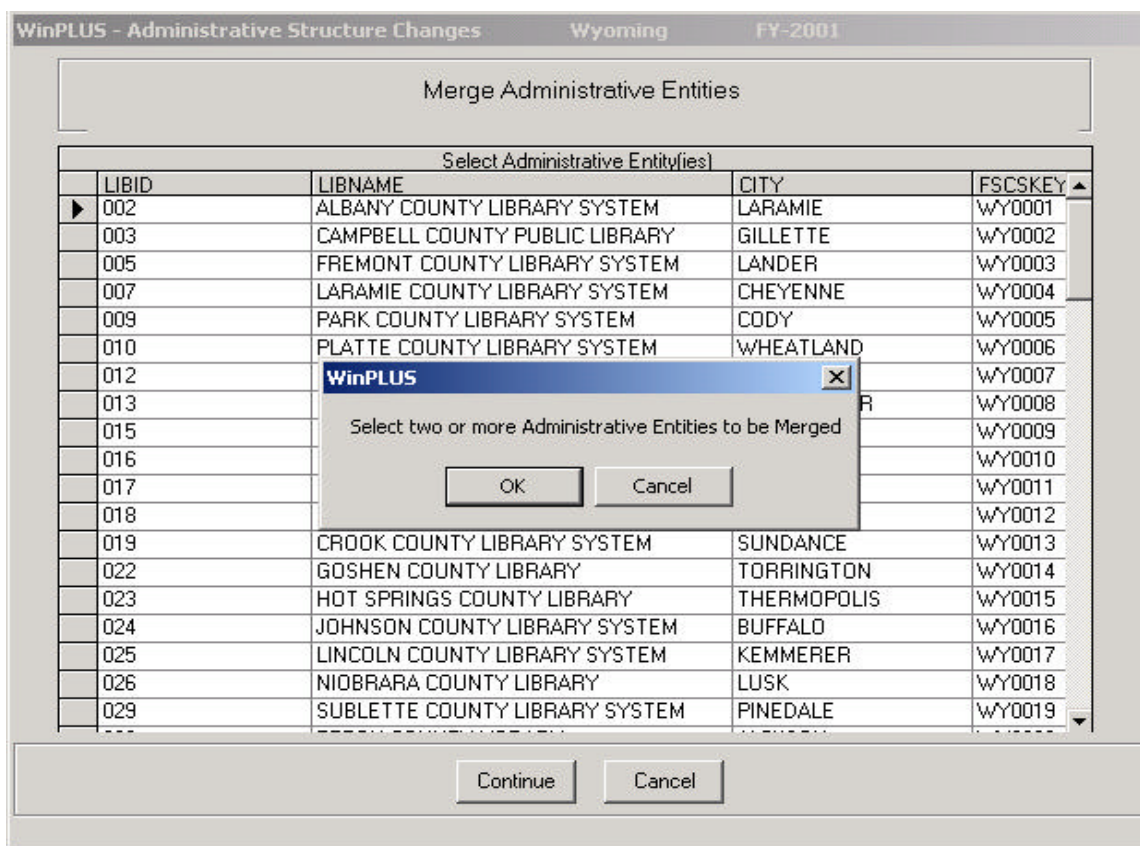 WinPLUS - Administrative Structure Changes Wyoming FY-2001
Merge Administrative Entities
Select Administrative Entity(ies)
LIBID LIBNAME CITY FSCSKEY
002 ALBANY COUNTY LIBRARY SYSTEM LARAMIE WY0001
003 CAMPBELL COUNTY PUBLIC LIBRARY GILLETTE WY0002
005 FREMONT COUNTY LIBRARY SYSTEM LANDER WY0003
007 LARAMIE COUNTY LIBRARY SYSTEM CHEYENNE WY0004
009 PARK COUNTY LIBRARY SYSTEM CODY WY0005
010 PLATTE COUNTY LIBRARY SYSTEM WHEATLAND WY0006
012 WY0007
013 R WY0008
015 WY0009
016 WY0010
017 WY0011
018 WY0012
WinPLUS
Select two or more Administrative Entities to be Merged
OK Cancel
019 CROOK COUNTY LIBRARY SYSTEM SUNDANCE WY0013
022 GOSHEN COUNTY LIBRARY TORRINGTON WY0014
023 HOT SPRINGS COUNTY LIBRARY THERMOPOLIS WY0015
024 JOHNSON COUNTY LIBRARY SYSTEM BUFFALO WY0016
025 LINCOLN COUNTY LIBRARY SYSTEM KEMMERER WY0017
026 NIOBRARA COUNTY LIBRARY LUSK WY0018
029 SUBLETTE COUNTY LIBRARY SYSTEM PINEDALE WY0019
Continue Cancel